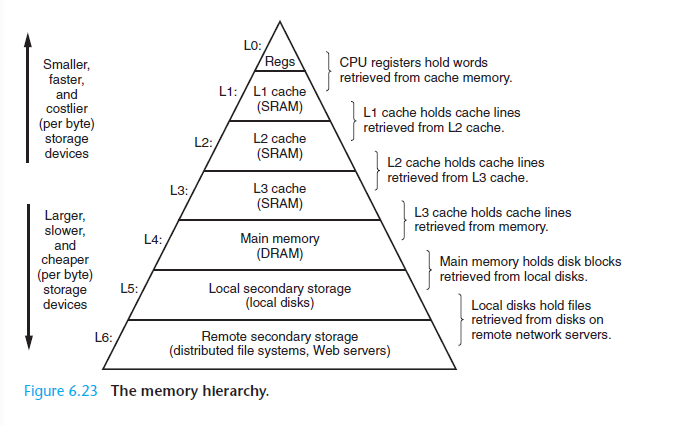 L0:
Regs
CPU registers hold words
retrieved from cache memory.
Smaller,
faster,
and
costlier
(per byte)
storage
devices
L1:
L1 cache
(SRAM)
L1 cache holds cache lines
retrieved from L2 cache.
L2:
L2 cache
(SRAM)
L2 cache holds cache lines
retrieved from L3 cache.
L3:
L3 cache
(SRAM)
L3 cache holds cache lines
retrieved from memory.
Larger,
slower,
and
cheaper
(per byte)
storage
devices
L4:
Main memory
(DRAM)
Main memory holds disk blocks
retrieved from local disks.
L5:
Local secondary storage
(local disks)
Local disks hold files
retrieved from disks on
remote network servers.
L6:
Remote secondary storage
(distributed file systems, Web servers)
Figure 6.23 The memory hierarchy.